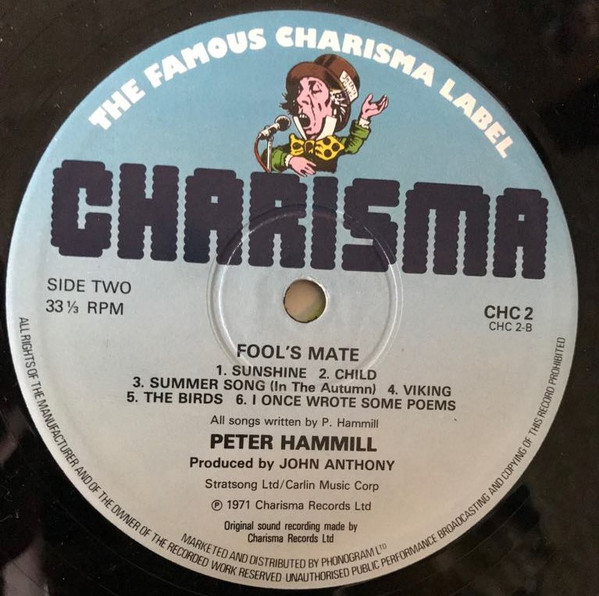 THE FAMOUS CHARISMA LABEL
CHARISMA
SIDE TWO
33 ⅓ RPM
CHC 2
CHC 2-B
FOOL'S MATE
1. SUNSHINE 2. CHILD
3. SUMMER SONG (In The Autumn) 4. VIKING
5. THE BIRDS 6. I ONCE WROTE SOME POEMS
All songs written by P. Hammill
PETER HAMMILL
Produced by JOHN ANTHONY
Stratsong Ltd/Carlin Music Corp
Ⓟ 1971 Charisma Records Ltd
Original sound recording made by
Charisma Records Ltd
MARKETED AND DISTRIBUTED BY PHONOGRAM LTD
ALL RIGHTS OF THE MANUFACTURER AND OF THE OWNER OF THE RECORDED WORK RESERVED UNAUTHORISED PUBLIC PERFORMANCE BROADCASTING AND COPYING OF THIS RECORD PROHIBITED